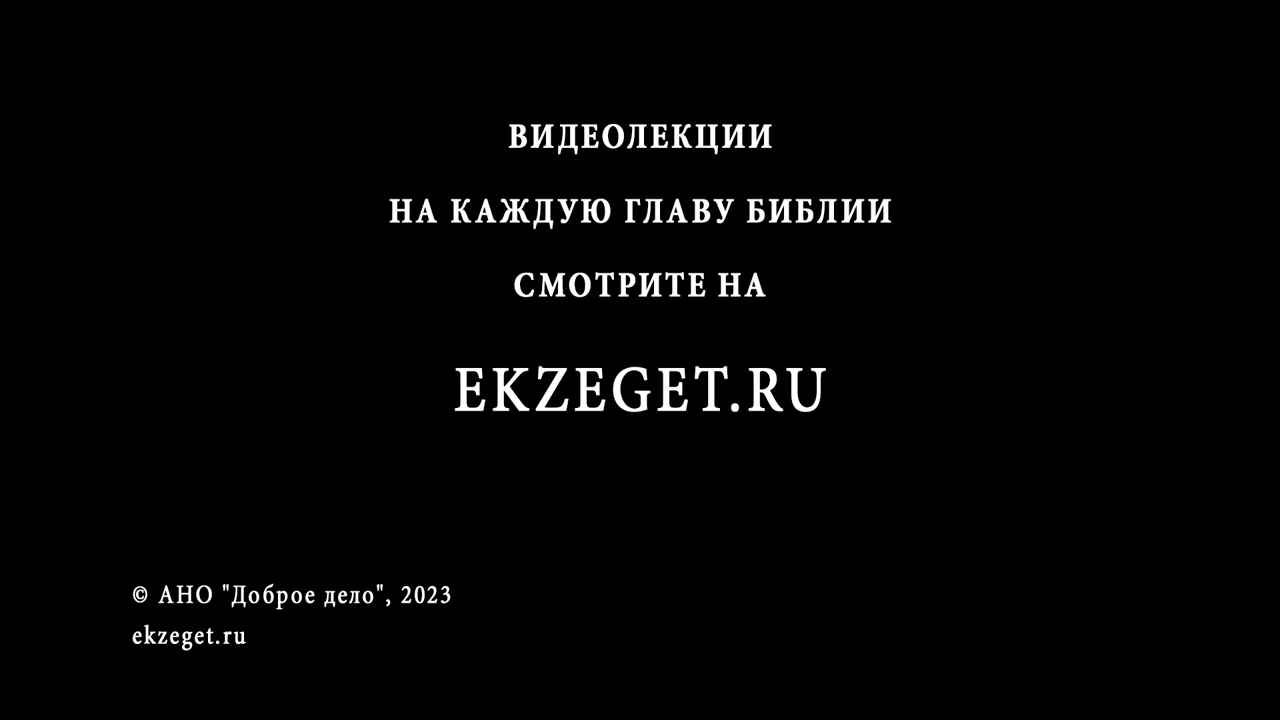 ВИДЕОЛЕКЦИИ
НА КАЖДУЮ ГЛАВУ БИБЛИИ
СМОТРИТЕ НА
EKZEGET.RU
© АНО "Доброе дело", 2023
ekzeget.ru